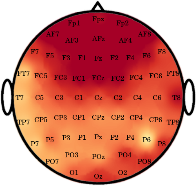 Fp1 Fpz Fp2
AF7 AF3 AF4 AF8
F7 F5 F3 F1 Fz F2 F4 F6 F8
FT7 FC5 FC3 FC1 FCz FC2 FC4 FC6 FT8
T7 C5 C3 C1 Cz C2 C4 C6 T8
TP7 CP5 CP3 CP1 CPz CP2 CP4 CP6 TP8
P7 P5 P3 P1 Pz P2 P4 P6 P8
PO7 PO3 POz PO4 PO8
O1 Oz O2